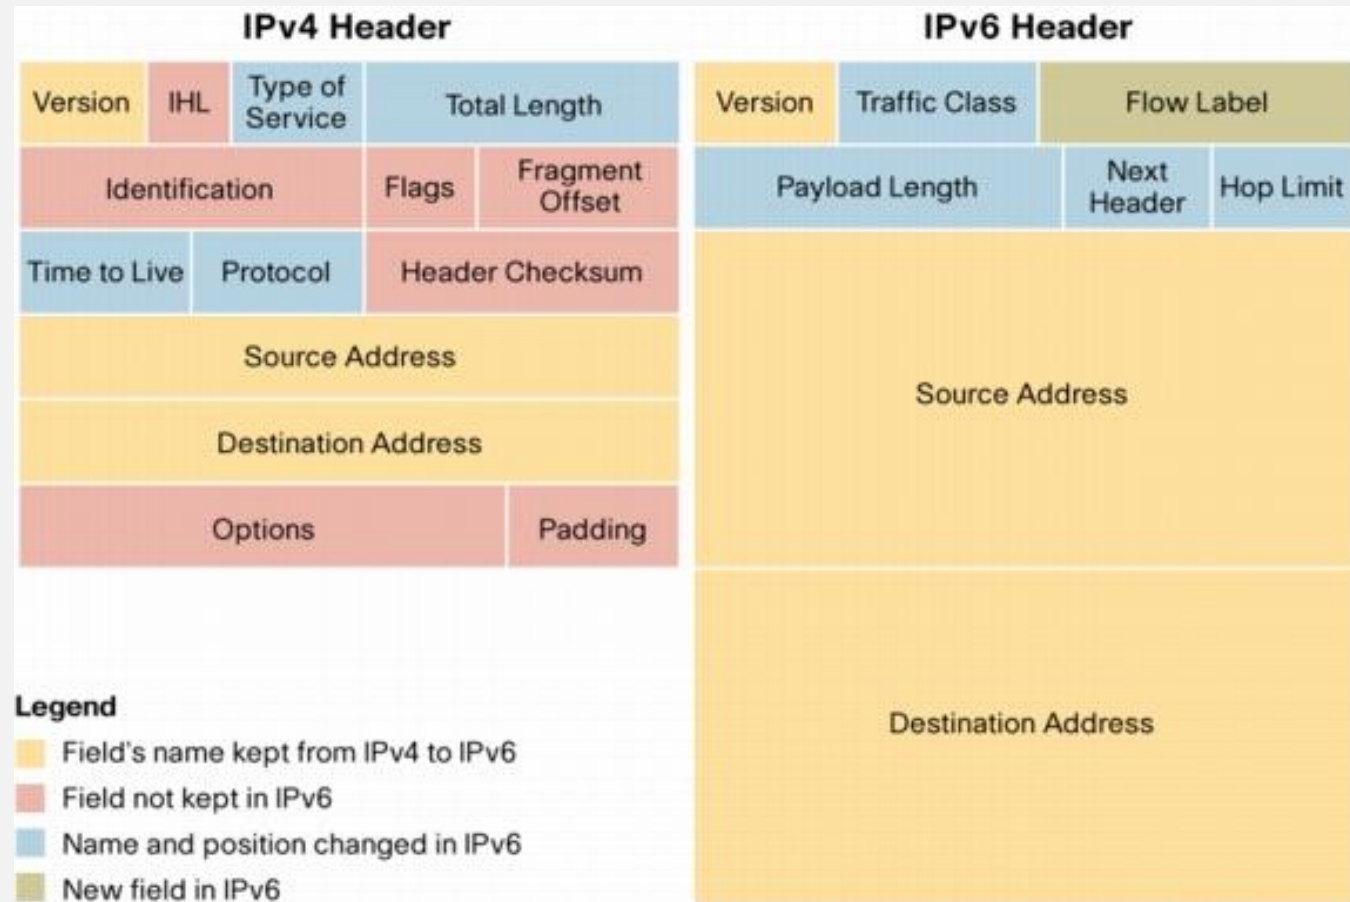 IPv4 Header
Version IHL Type of Service Total Length
Identification Flags Fragment Offset
Time to Live Protocol Header Checksum
Source Address
Destination Address
Options Padding
IPv6 Header
Version Traffic Class Flow Label
Payload Length Next Header Hop Limit
Source Address
Destination Address
Legend
Field's name kept from IPv4 to IPv6
Field not kept in IPv6
Name and position changed in IPv6
New field in IPv6